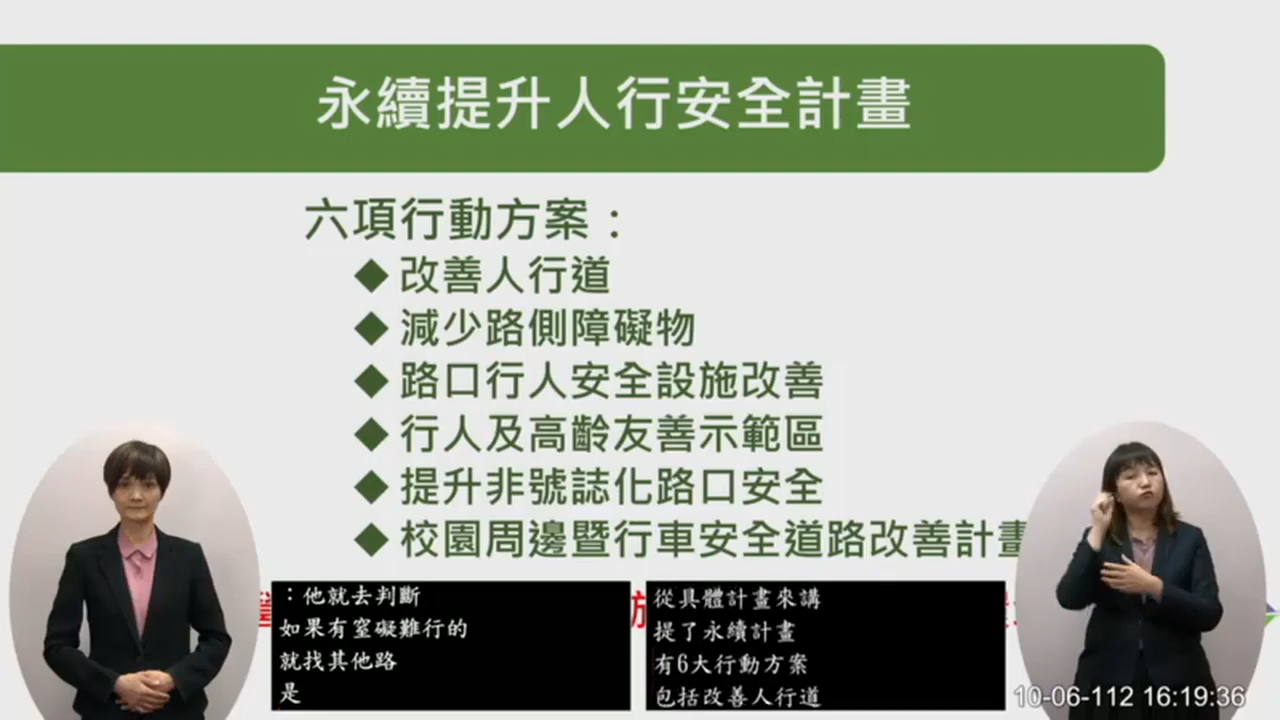 永續提升人行安全計畫
六項行動方案：
◆改善人行道
◆減少路側障礙物
◆路口行人安全設施改善
◆行人及高齡友善示範區
◆提升非號誌化路口安全
◆校園周邊暨行車安全道路改善計畫
：他就去判斷
如果有窒礙難行的
就找其他路
是
從具體計畫來講
提了永續計畫
有6大行動方案
包括改善人行道
10-06-112 16:19:36